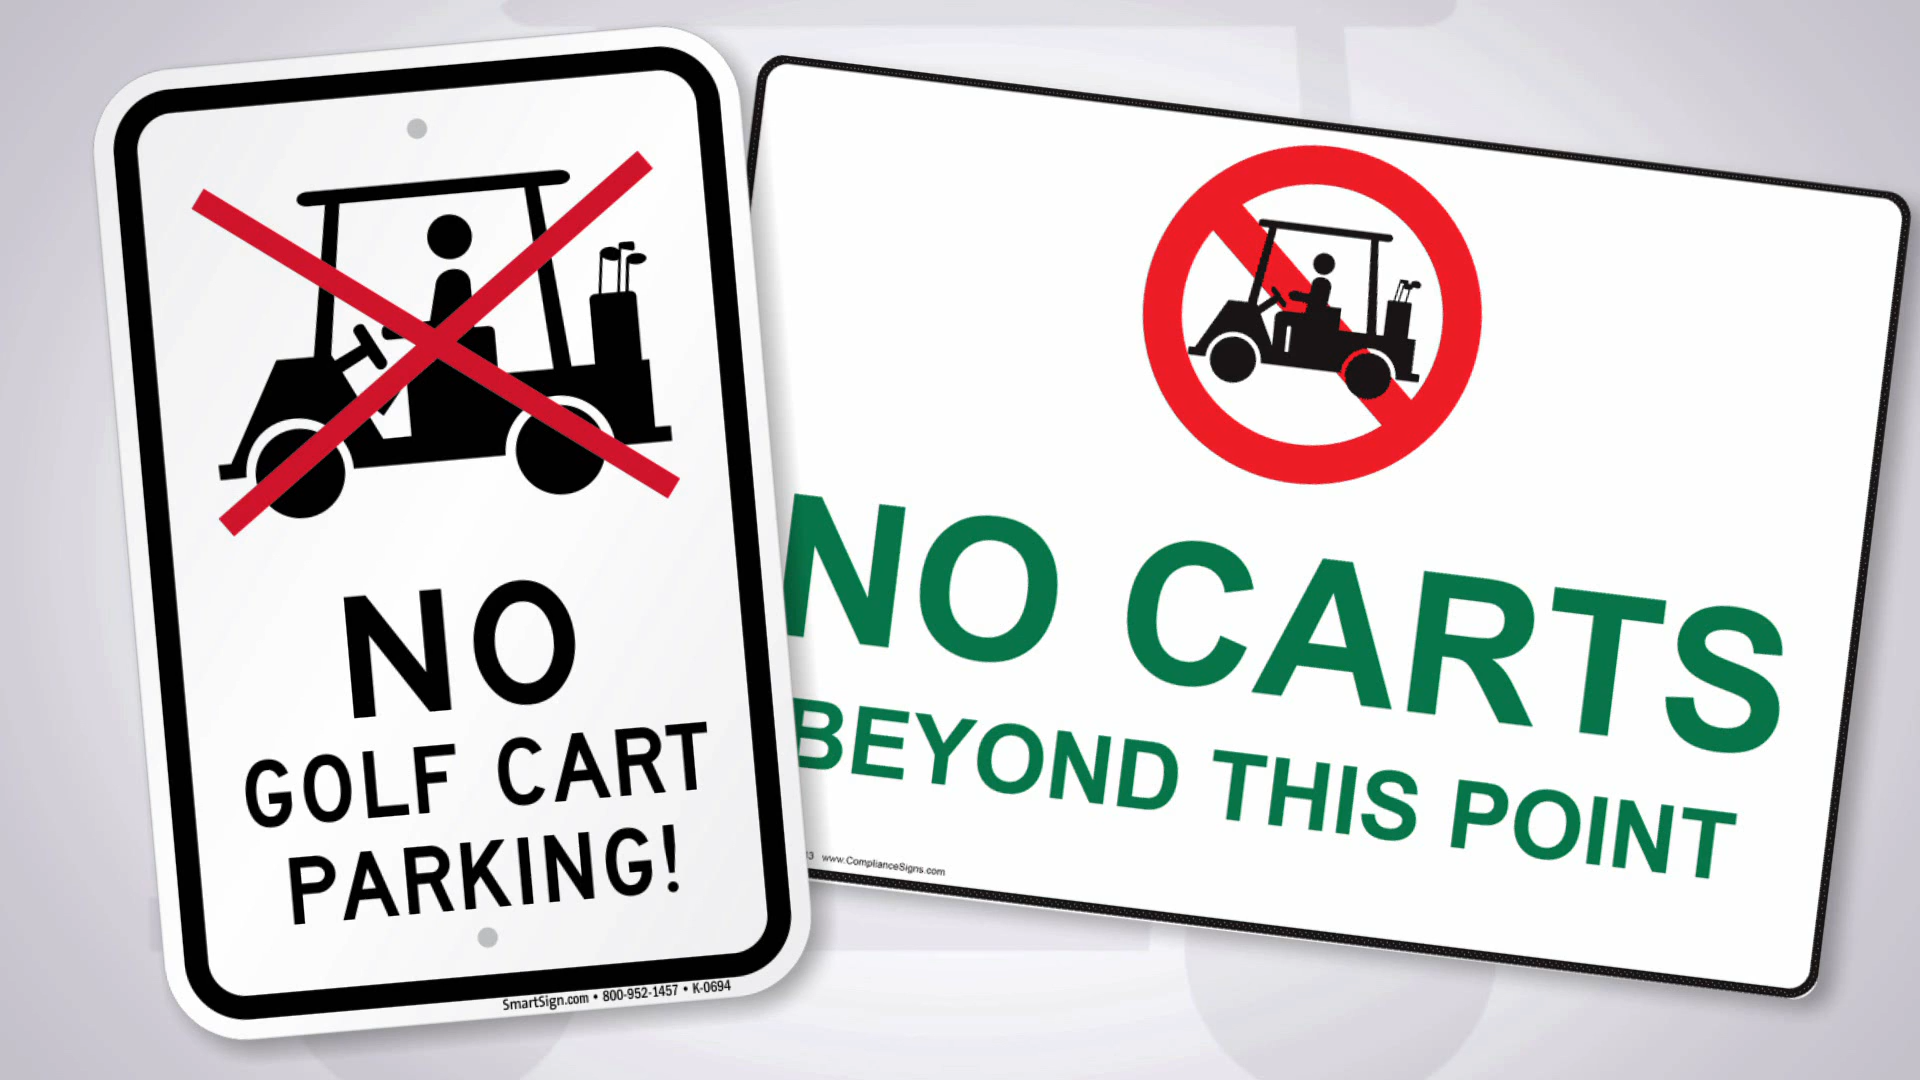 NO
GOLF CART
PARKING!
SmartSign.com • 800-952-1457 • K-0694
NO CARTS
BEYOND THIS POINT
www.ComplianceSigns.com